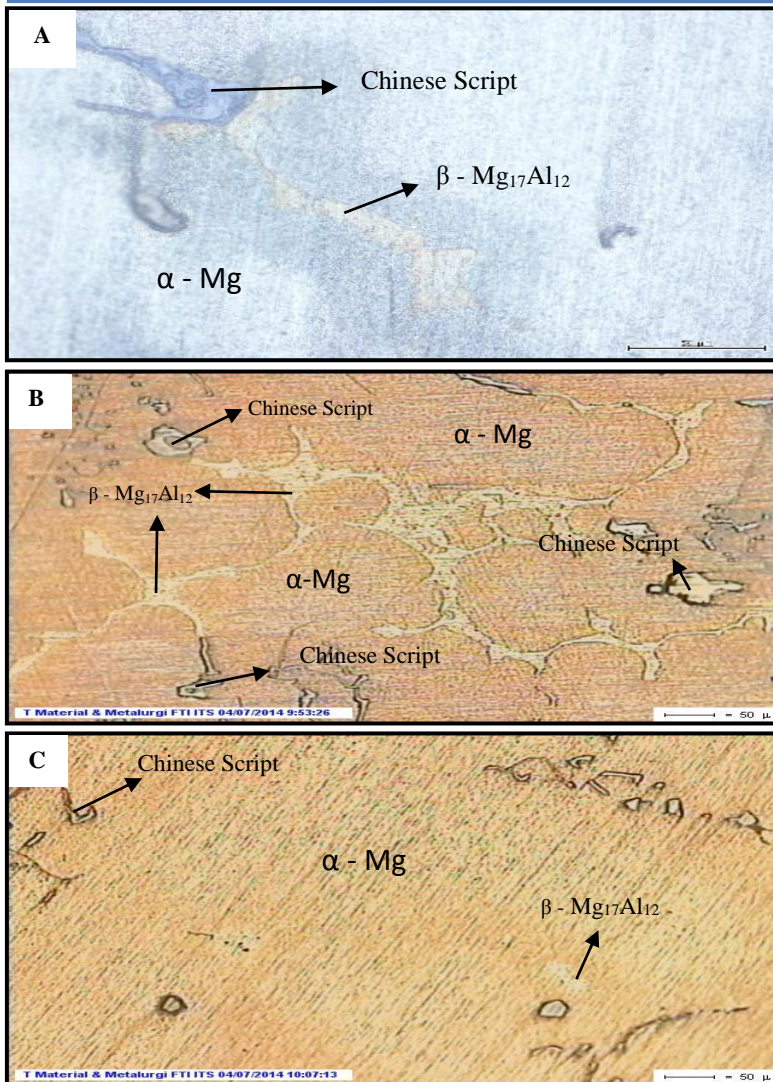 A
Chinese Script
β - Mg₁₇Al₁₂
α - Mg
B
Chinese Script
α - Mg
β - Mg₁₇Al₁₂
Chinese Script
α-Mg
Chinese Script
T Material & Metalurgi FTI ITS 04/07/2014 9:53:26
= 50 μ
C
Chinese Script
α - Mg
β - Mg₁₇Al₁₂
T Material & Metalurgi FTI ITS 04/07/2014 10:07:13
= 50 μ